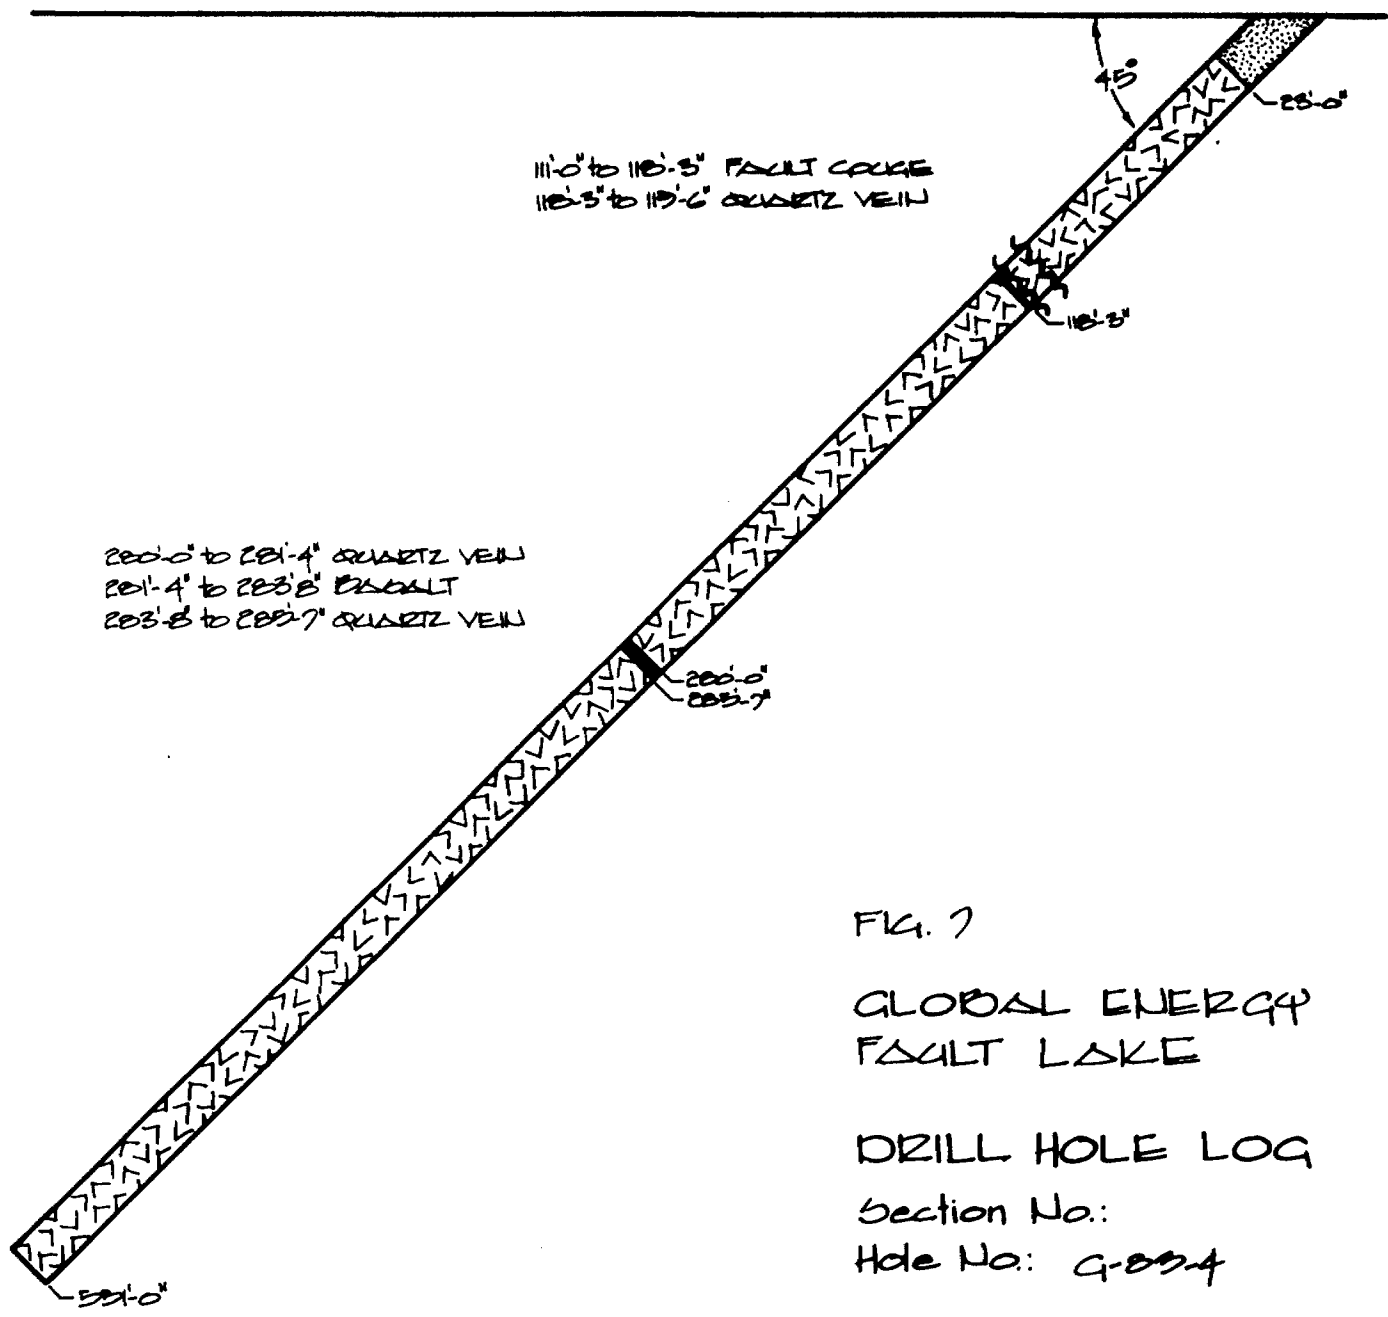 45°
23'-0"
111'-0" to 118'-3" FAULT GOUGE
118'-3" to 119'-6" QUARTZ VEIN
118'-3"
280'-0" to 281'-4" QUARTZ VEIN
281'-4" to 283'8" BASALT
283'-8" to 285'-7" QUARTZ VEIN
280'-0"
285'-7"
FIG. 7
GLOBAL ENERGY
FAULT LAKE
DRILL HOLE LOG
Section No.:
Hole No.: G-83-4
531'-0"